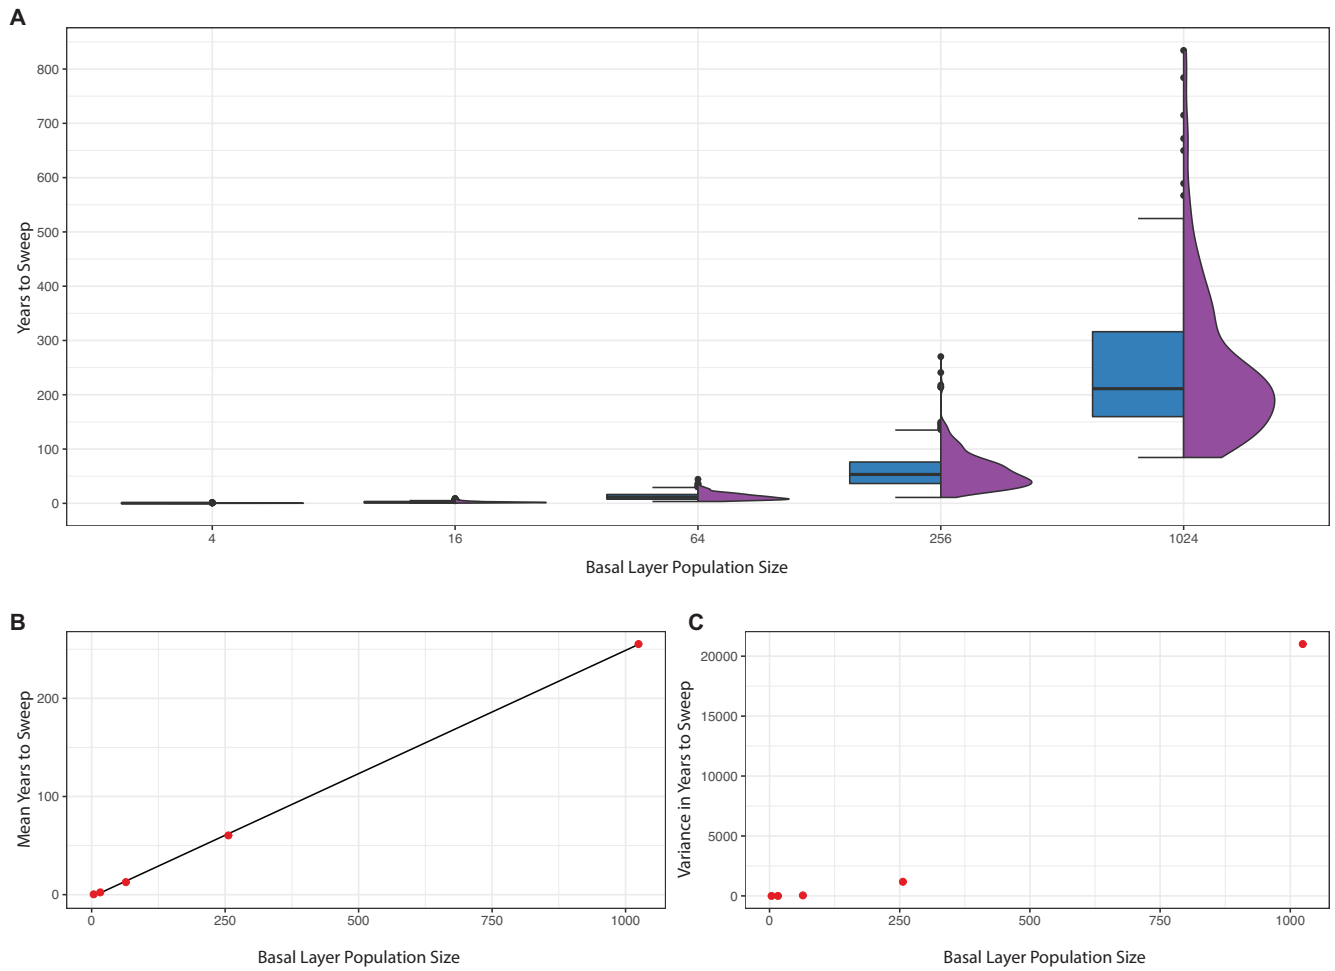 A
800
700
600
500
400
300
200
100
0
Years to Sweep
4 16 64 256 1024
Basal Layer Population Size
B
200
100
0
Mean Years to Sweep
0 250 500 750 1000
Basal Layer Population Size
C
20000
15000
10000
5000
0
Variance in Years to Sweep
0 250 500 750 1000
Basal Layer Population Size